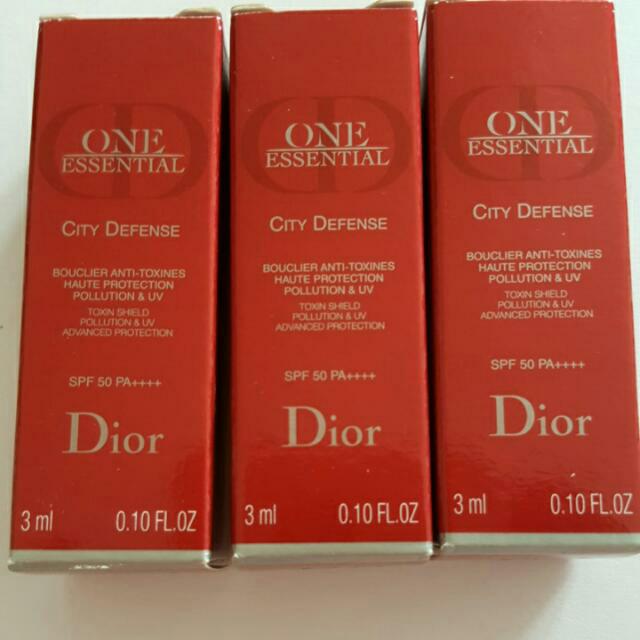 ONE
ESSENTIAL
CITY DEFENSE
BOUCLIER ANTI-TOXINES
HAUTE PROTECTION
POLLUTION & UV
TOXIN SHIELD
POLLUTION & UV
ADVANCED PROTECTION
SPF 50 PA++++
Dior
3 ml 0.10 FL.OZ
ONE
ESSENTIAL
CITY DEFENSE
BOUCLIER ANTI-TOXINES
HAUTE PROTECTION
POLLUTION & UV
TOXIN SHIELD
POLLUTION & UV
ADVANCED PROTECTION
SPF 50 PA++++
Dior
3 ml 0.10 FL.OZ
ONE
ESSENTIAL
CITY DEFENSE
BOUCLIER ANTI-TOXINES
HAUTE PROTECTION
POLLUTION & UV
TOXIN SHIELD
POLLUTION & UV
ADVANCED PROTECTION
SPF 50 PA++++
Dior
3 ml 0.10 FL.OZ